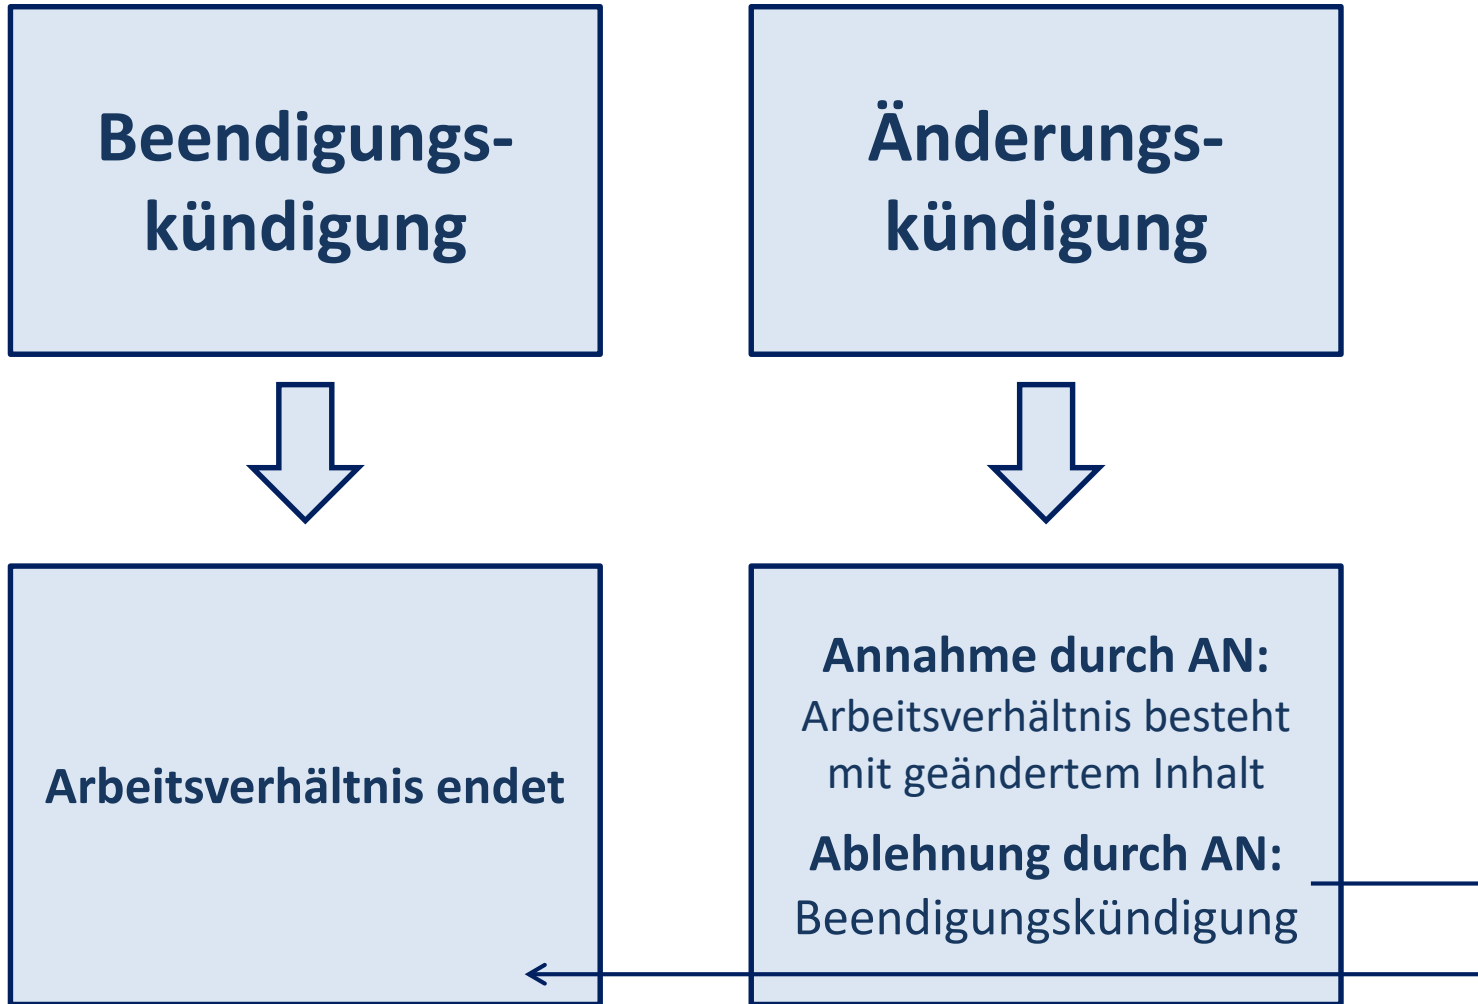 Beendigungs-
kündigung
Änderungs-
kündigung
Arbeitsverhältnis endet
Annahme durch AN:
Arbeitsverhältnis besteht
mit geändertem Inhalt
Ablehnung durch AN:
Beendigungskündigung